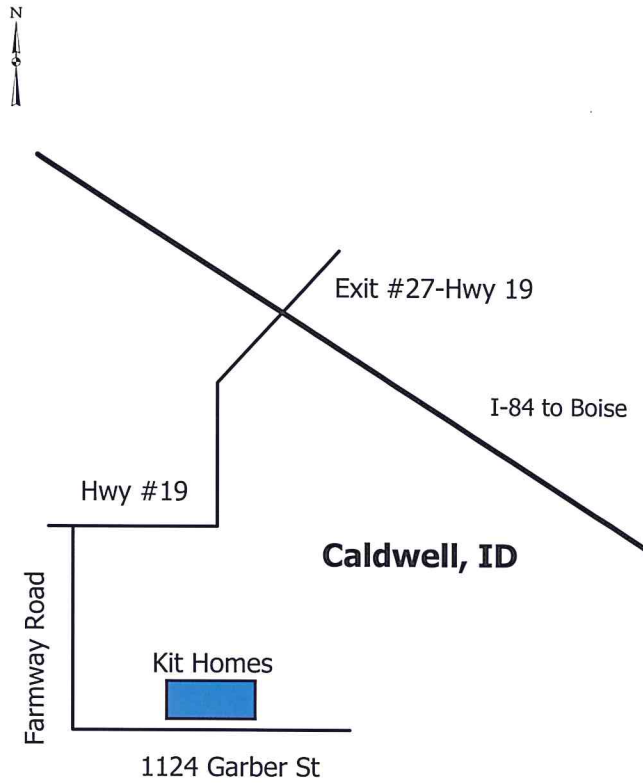 N
Exit #27-Hwy 19
I-84 to Boise
Hwy #19
Caldwell, ID
Farmway Road
Kit Homes
1124 Garber St